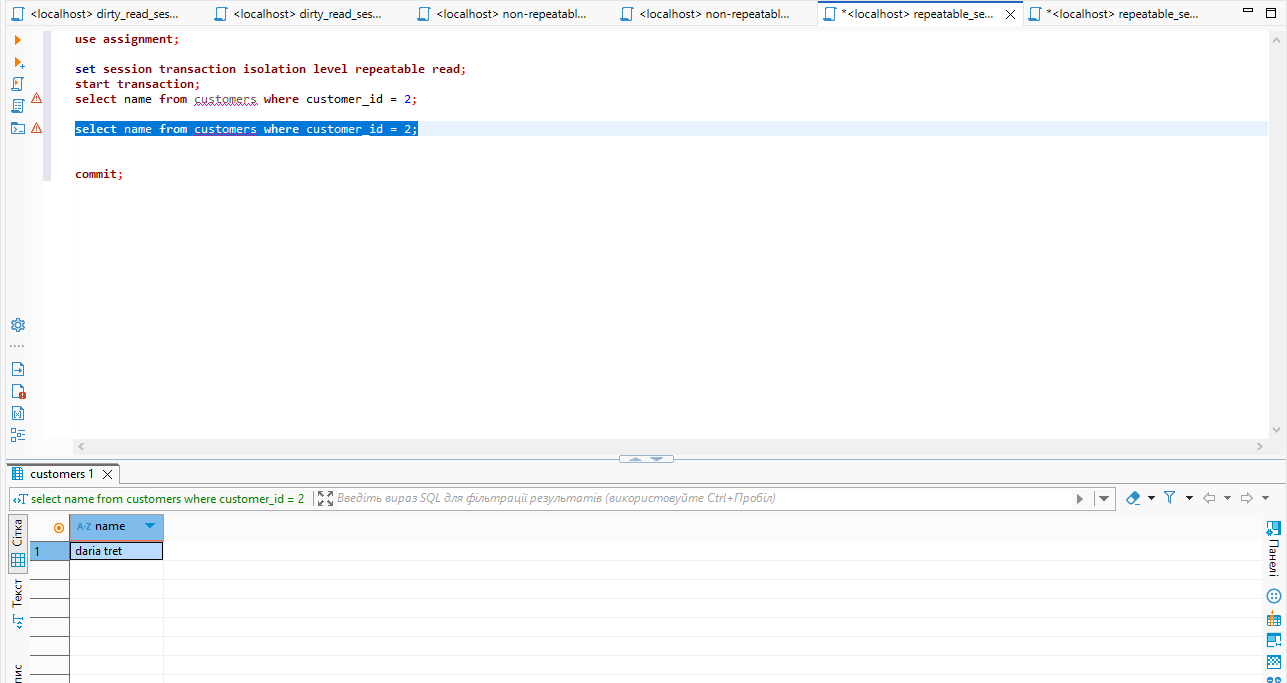 <localhost> dirty_read_ses...
<localhost> dirty_read_ses...
<localhost> non-repeatabl...
<localhost> non-repeatabl...
*<localhost> repeatable_se...
*<localhost> repeatable_se...
use assignment;
set session transaction isolation level repeatable read;
start transaction;
select name from customers where customer_id = 2;
select name from customers where customer_id = 2;
commit;
customers 1
select name from customers where customer_id = 2
Введіть вираз SQL для фільтрації результатів (використовуйте Ctrl+Пробіл)
Сітка
Текст
A-Z name
1
daria tret
Панелі